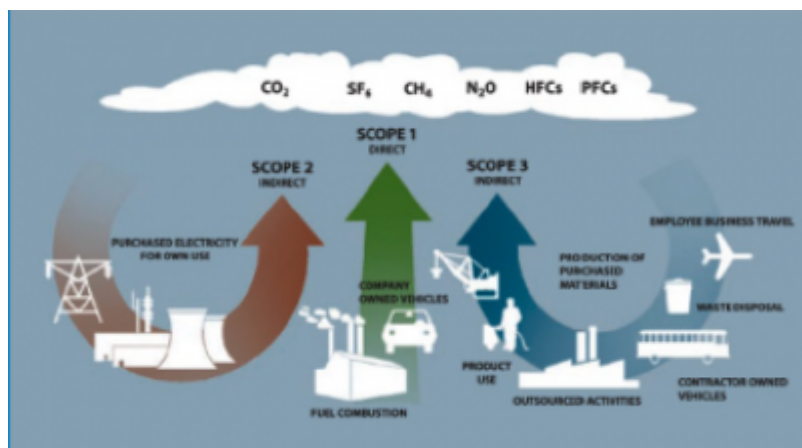 CO₂ SF₆ CH₄ N₂O HFCs PFCs
SCOPE 1
DIRECT
SCOPE 2
INDIRECT
SCOPE 3
INDIRECT
PURCHASED ELECTRICITY
FOR OWN USE
COMPANY
OWNED VEHICLES
FUEL COMBUSTION
PRODUCT
USE
PRODUCTION OF
PURCHASED
MATERIALS
OUTSOURCED ACTIVITIES
EMPLOYEE BUSINESS TRAVEL
WASTE DISPOSAL
CONTRACTOR OWNED
VEHICLES